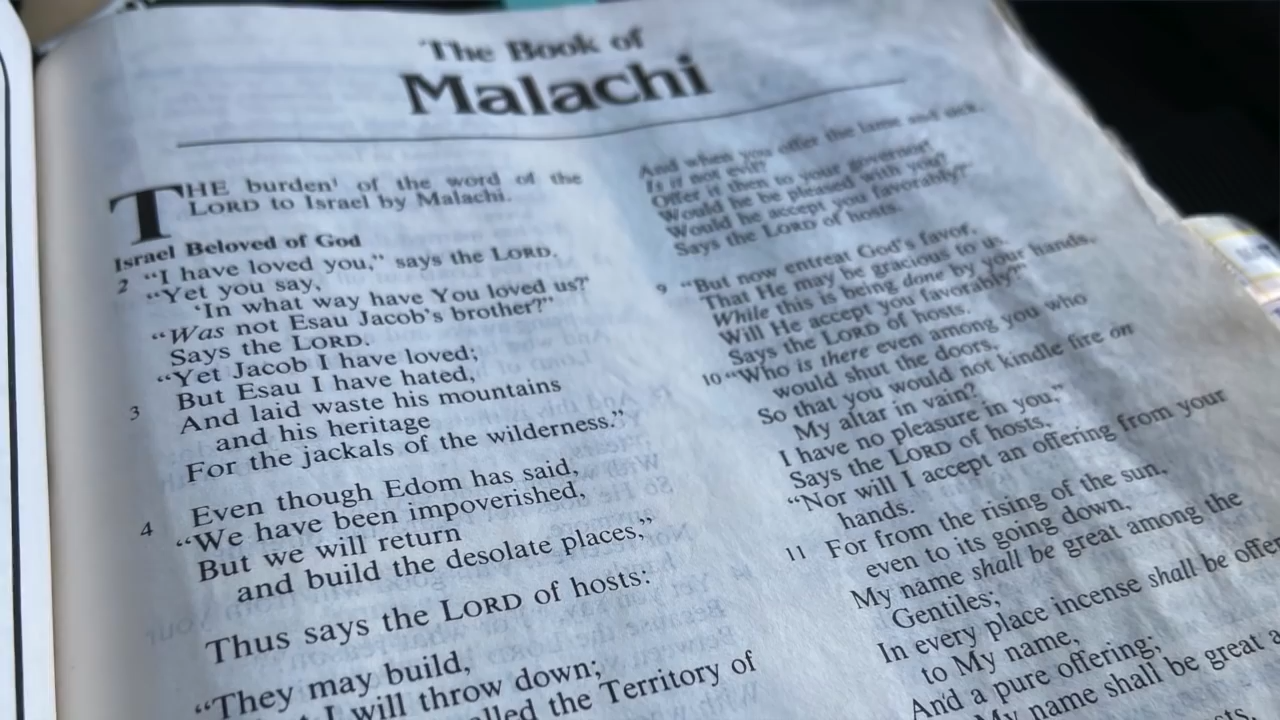 The Book of
Malachi
THE burden¹ of the word of the
LORD to Israel by Malachi.
Israel Beloved of God
2 “I have loved you,” says the LORD.
“Yet you say,
‘In what way have You loved us?’
“Was not Esau Jacob’s brother?”
Says the LORD.
“Yet Jacob I have loved;
3 But Esau I have hated,
And laid waste his mountains
and his heritage
For the jackals of the wilderness.”
4 Even though Edom has said,
“We have been impoverished,
But we will return
and build the desolate places,”
Thus says the LORD of hosts:
“They may build,
I will throw down;
the Territory of
And when you offer the lame and sick,
Is it not evil?
Offer it then to your governor!
Would he be pleased with you?
Would he accept you favorably?”
Says the LORD of hosts.
9 “But now entreat God’s favor,
That He may be gracious to us.
While this is being done by your hands,
Will He accept you favorably?”
Says the LORD of hosts.
10 “Who is there even among you who
would shut the doors,
So that you would not kindle fire on
My altar in vain?
I have no pleasure in you,”
Says the LORD of hosts,
“Nor will I accept an offering from your
hands.
11 For from the rising of the sun,
even to its going down,
My name shall be great among the
Gentiles;
In every place incense shall be offer
to My name,
And a pure offering;
My name shall be great a